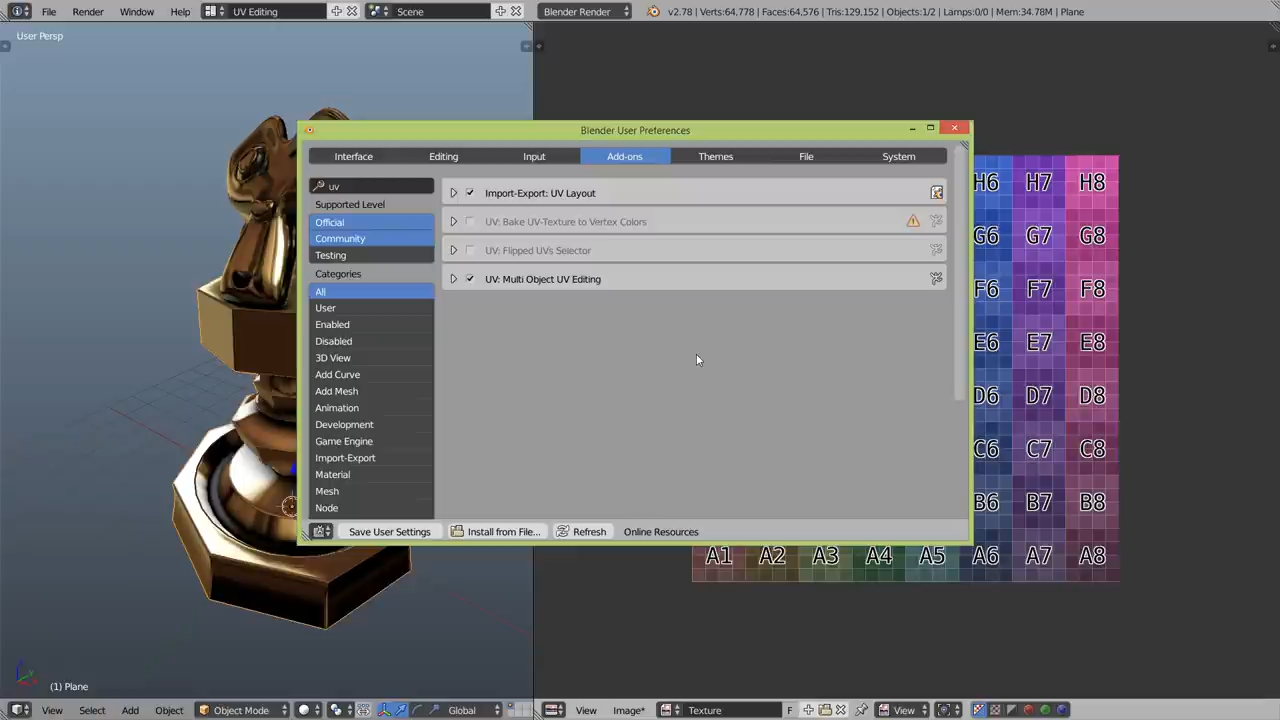 File Render Window Help UV Editing Scene Blender Render v2.78 | Verts:64.778 | Faces:64,576 | Tris:129,152 | Objects:1/2 | Lamps:0/0 | Mem:34.78M | Plane
User Persp
Blender User Preferences
Interface Editing Input Add-ons Themes File System
uv
Supported Level
Official
Community
Testing
Categories
All
User
Enabled
Disabled
3D View
Add Curve
Add Mesh
Animation
Development
Game Engine
Import-Export
Material
Mesh
Node
Import-Export: UV Layout
UV: Bake UV-Texture to Vertex Colors
UV: Flipped UVs Selector
UV: Multi Object UV Editing
Save User Settings Install from File... Refresh Online Resources
H6 H7 H8
G6 G7 G8
F6 F7 F8
E6 E7 E8
D6 D7 D8
C6 C7 C8
B6 B7 B8
A1 A2 A3 A4 A5 A6 A7 A8
(1) Plane
View Select Add Object Object Mode Global View Image* Texture F View